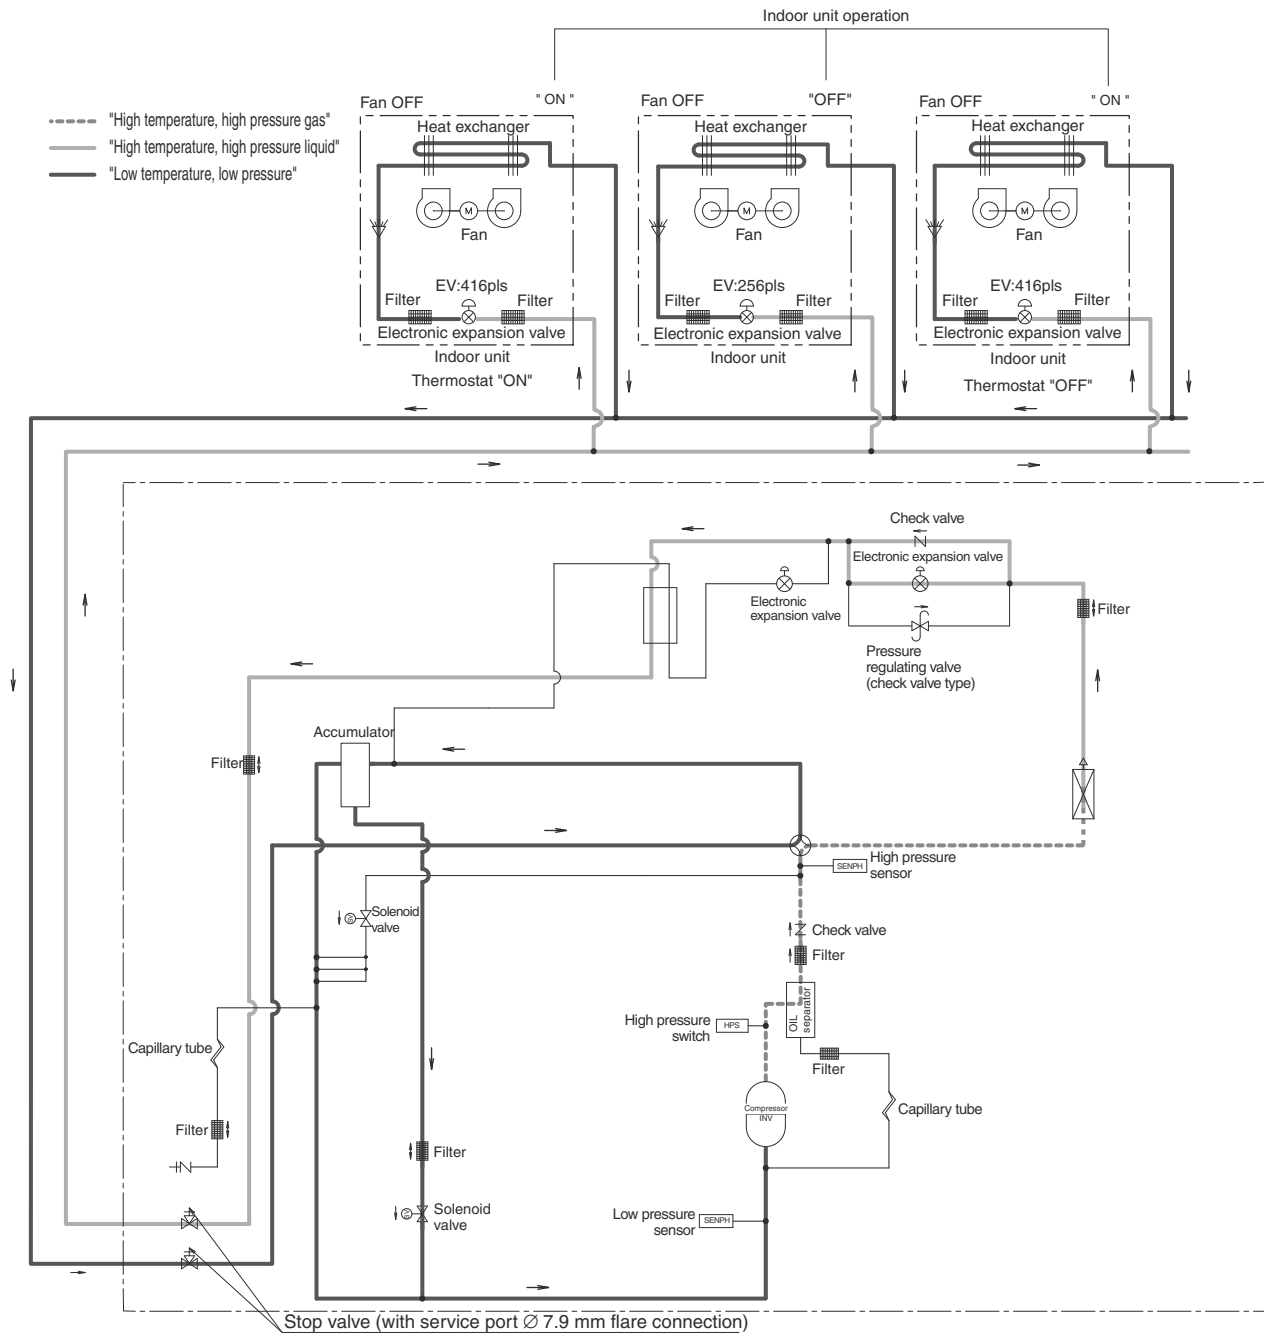 Indoor unit operation
Fan OFF
" ON "
Fan OFF
"OFF"
Fan OFF
" ON "
"High temperature, high pressure gas"
"High temperature, high pressure liquid"
"Low temperature, low pressure"
Heat exchanger
Heat exchanger
Heat exchanger
M
M
M
Fan
Fan
Fan
EV:416pls
EV:256pls
EV:416pls
Filter
Filter
Filter
Filter
Filter
Filter
Electronic expansion valve
Electronic expansion valve
Electronic expansion valve
Indoor unit
Indoor unit
Indoor unit
Thermostat "ON"
Thermostat "OFF"
Check valve
Electronic expansion valve
Electronic
expansion valve
Filter
Pressure
regulating valve
(check valve type)
Accumulator
Filter
SENPH
High pressure
sensor
SV
Solenoid
valve
Check valve
Filter
OIL
separator
High pressure
switch
HPS
Capillary tube
Filter
Compressor
INV
Capillary tube
Filter
Filter
SV
Solenoid
valve
Low pressure
sensor
SENPH
Stop valve (with service port ∅ 7.9 mm flare connection)